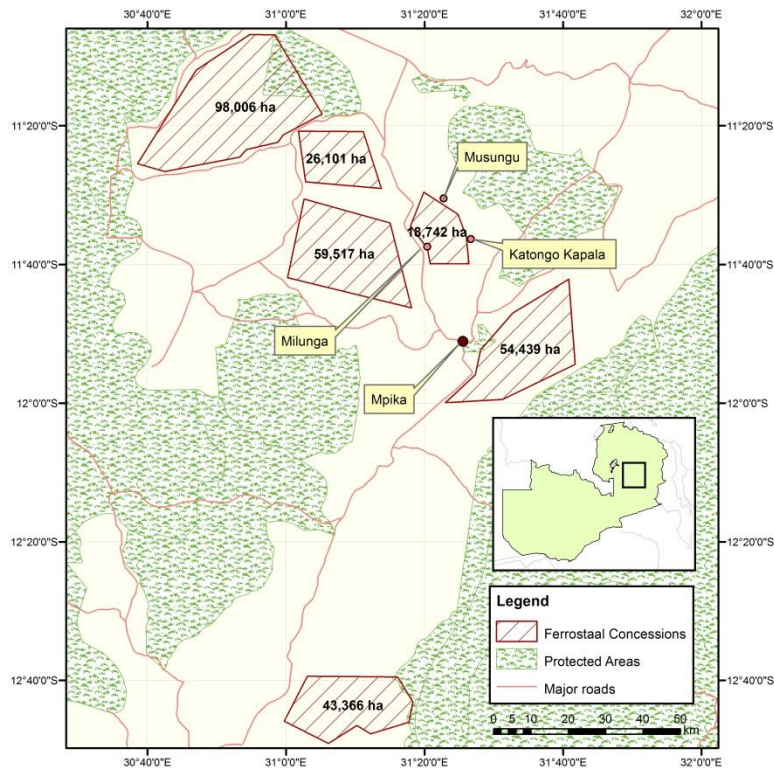 30°40'0"E
31°0'0"E
31°20'0"E
31°40'0"E
32°0'0"E
98,006 ha
11°20'0"S
11°20'0"S
26,101 ha
Musungu
18,742 ha
59,517 ha
Katongo Kapala
11°40'0"S
11°40'0"S
Milunga
54,439 ha
Mpika
12°0'0"S
12°0'0"S
12°20'0"S
12°20'0"S
Legend
Ferrostaal Concessions
Protected Areas
Major roads
12°40'0"S
12°40'0"S
43,366 ha
0 5 10 20 30 40 50
km
30°40'0"E
31°0'0"E
31°20'0"E
31°40'0"E
32°0'0"E